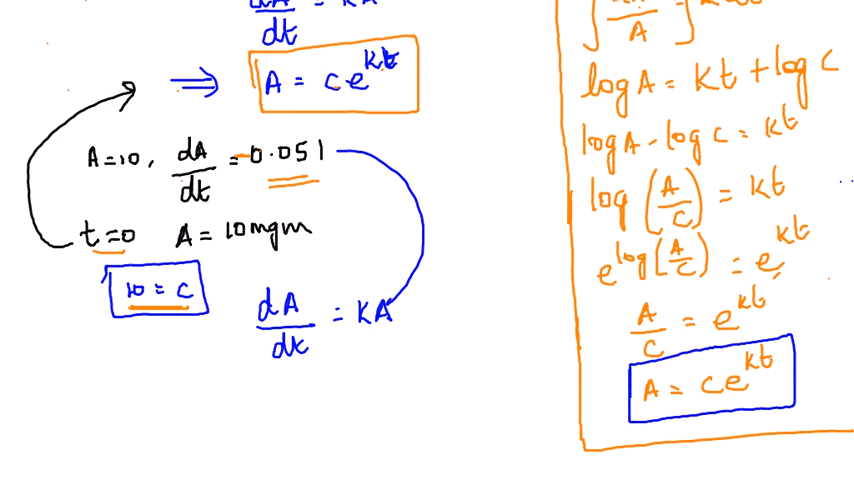 dA/dt = KA
⇒ A = ce^kt
A=10, dA/dt = -0.051
t=0 A = 10mgm
10 = c
dA/dt = KA
log A = Kt + log c
log A - log c = kt
log (A/c) = kt
e^log(A/c) = e^kt
A/c = e^kt
A = ce^kt